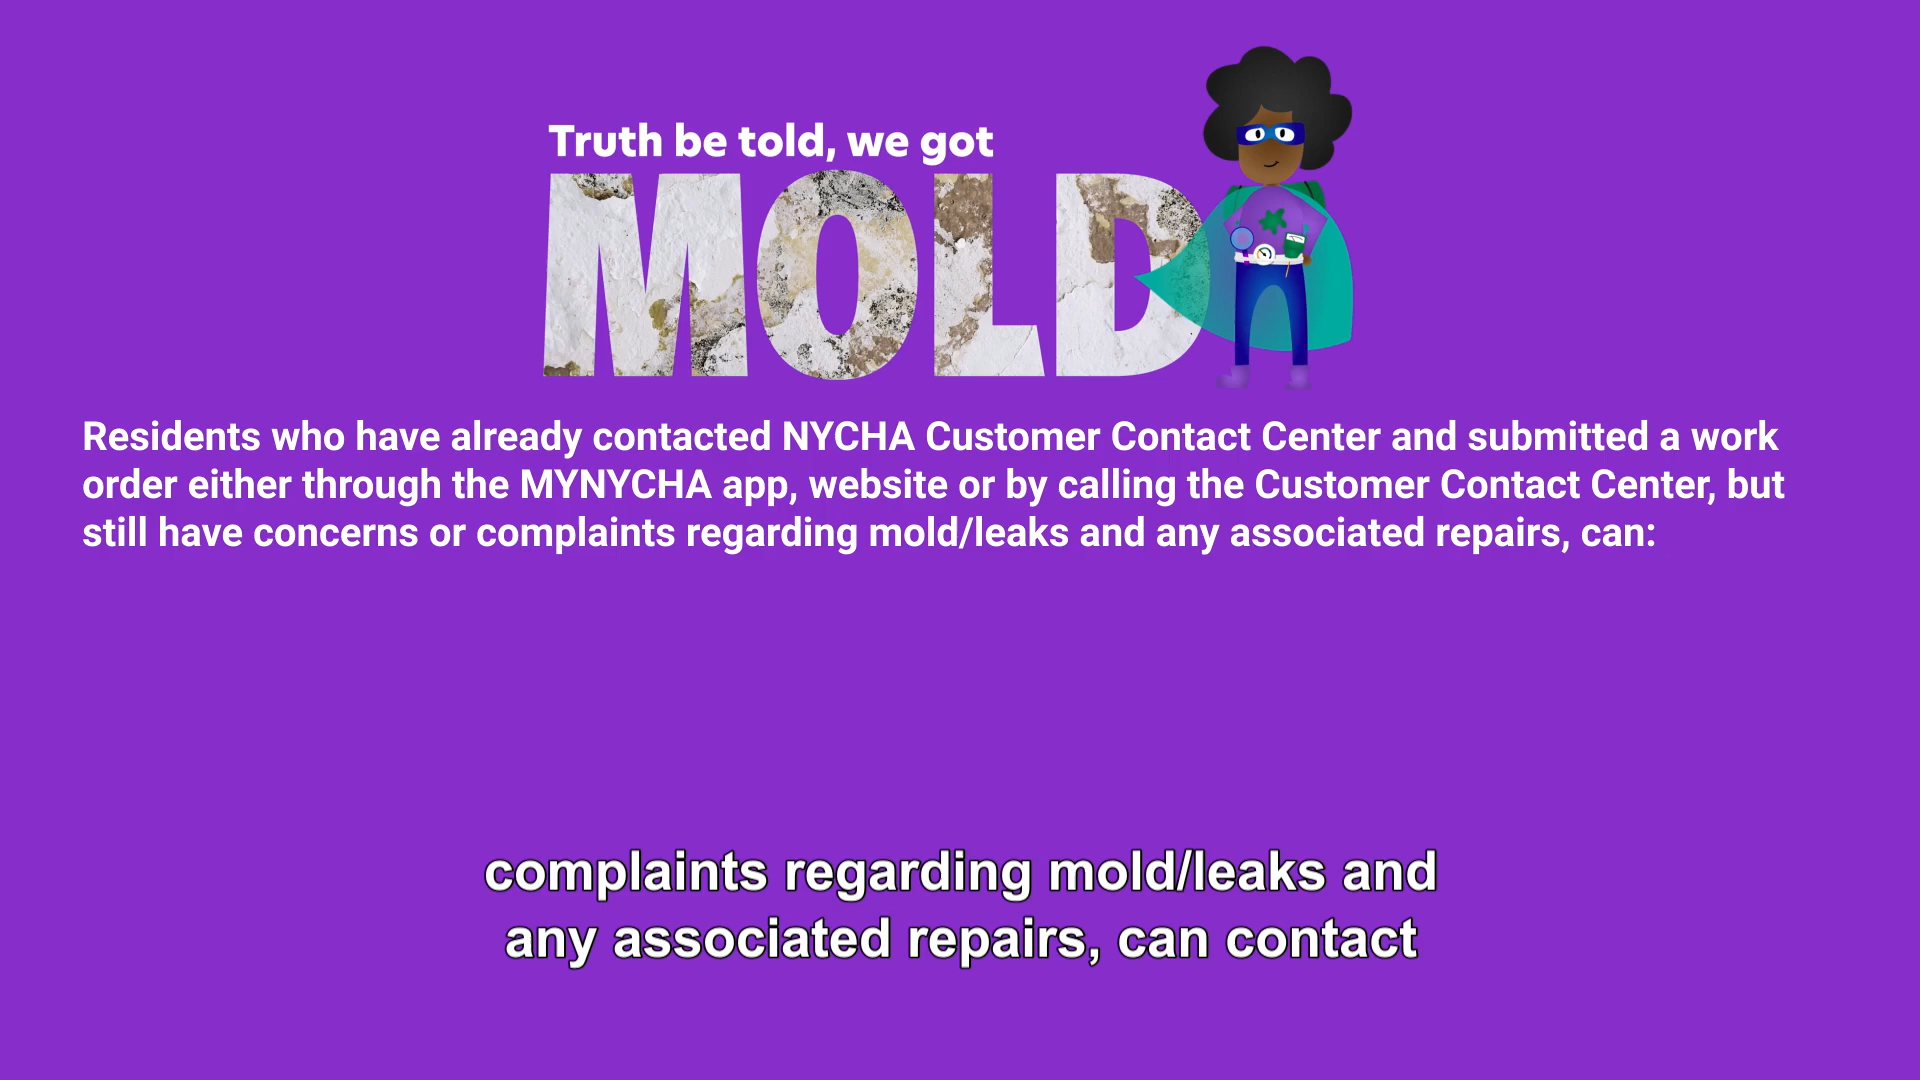 Truth be told, we got
MOLD
Residents who have already contacted NYCHA Customer Contact Center and submitted a work
order either through the MYNYCHA app, website or by calling the Customer Contact Center, but
still have concerns or complaints regarding mold/leaks and any associated repairs, can:
complaints regarding mold/leaks and
any associated repairs, can contact